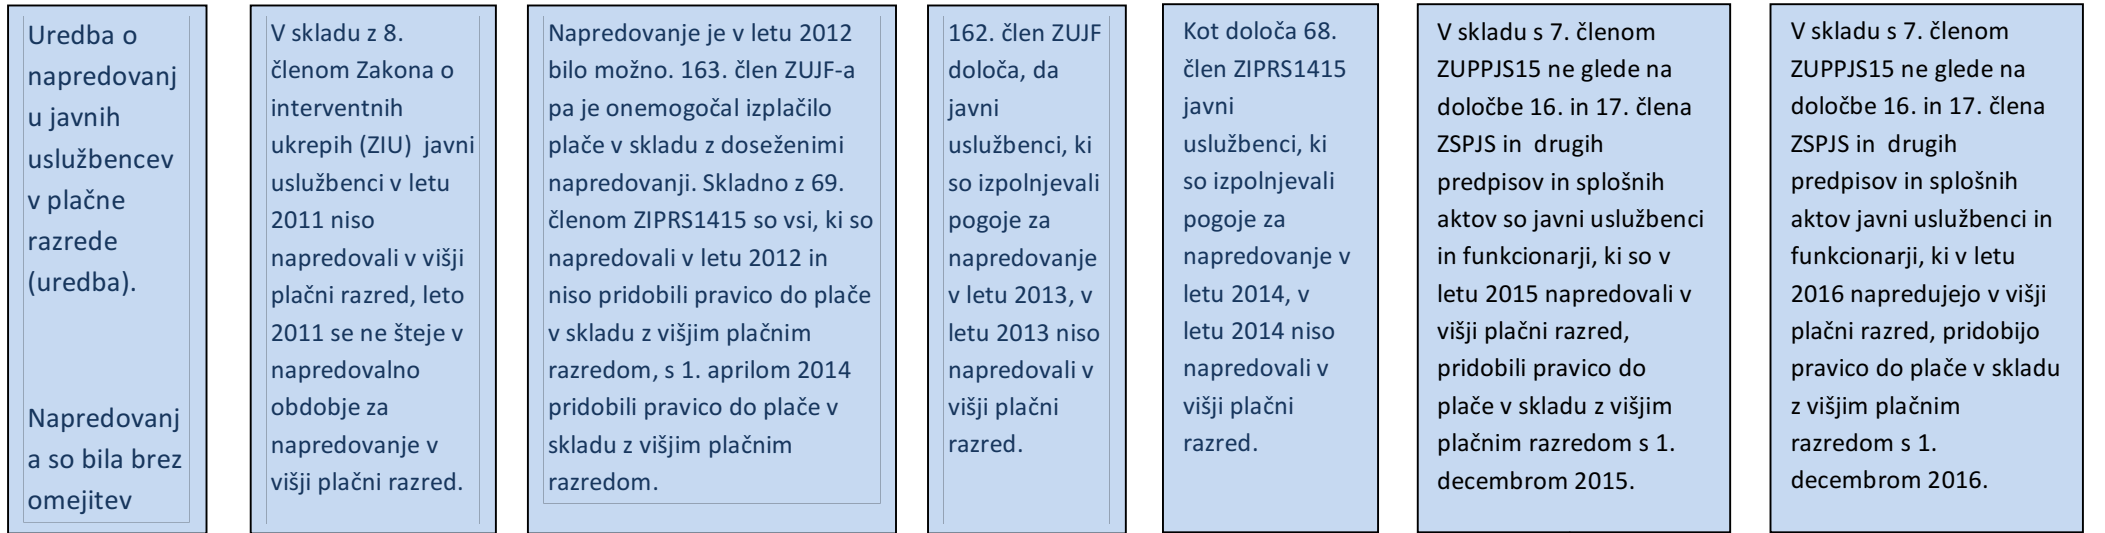 Uredba o
napredovanj
u javnih
uslužbencev
v plačne
razrede
(uredba).
Napredovanj
a so bila brez
omejitev
V skladu z 8.
členom Zakona o
interventnih
ukrepih (ZIU) javni
uslužbenci v letu
2011 niso
napredovali v višji
plačni razred, leto
2011 se ne šteje v
napredovalno
obdobje za
napredovanje v
višji plačni razred.
Napredovanje je v letu 2012
bilo možno. 163. člen ZUJF-a
pa je onemogočal izplačilo
plače v skladu z doseženimi
napredovanji. Skladno z 69.
členom ZIPRS1415 so vsi, ki so
napredovali v letu 2012 in
niso pridobili pravico do plače
v skladu z višjim plačnim
razredom, s 1. aprilom 2014
pridobili pravico do plače v
skladu z višjim plačnim
razredom.
162. člen ZUJF
določa, da
javni
uslužbenci, ki
so izpolnjevali
pogoje za
napredovanje
v letu 2013, v
letu 2013 niso
napredovali v
višji plačni
razred.
Kot določa 68.
člen ZIPRS1415
javni
uslužbenci, ki
so izpolnjevali
pogoje za
napredovanje v
letu 2014, v
letu 2014 niso
napredovali v
višji plačni
razred.
V skladu s 7. členom
ZUPPJS15 ne glede na
določbe 16. in 17. člena
ZSPJS in drugih
predpisov in splošnih
aktov so javni uslužbenci
in funkcionarji, ki so v
letu 2015 napredovali v
višji plačni razred,
pridobili pravico do
plače v skladu z višjim
plačnim razredom s 1.
decembrom 2015.
V skladu s 7. členom
ZUPPJS15 ne glede na
določbe 16. in 17. člena
ZSPJS in drugih
predpisov in splošnih
aktov javni uslužbenci in
funkcionarji, ki v letu
2016 napredujejo v višji
plačni razred, pridobijo
pravico do plače v skladu
z višjim plačnim
razredom s 1.
decembrom 2016.